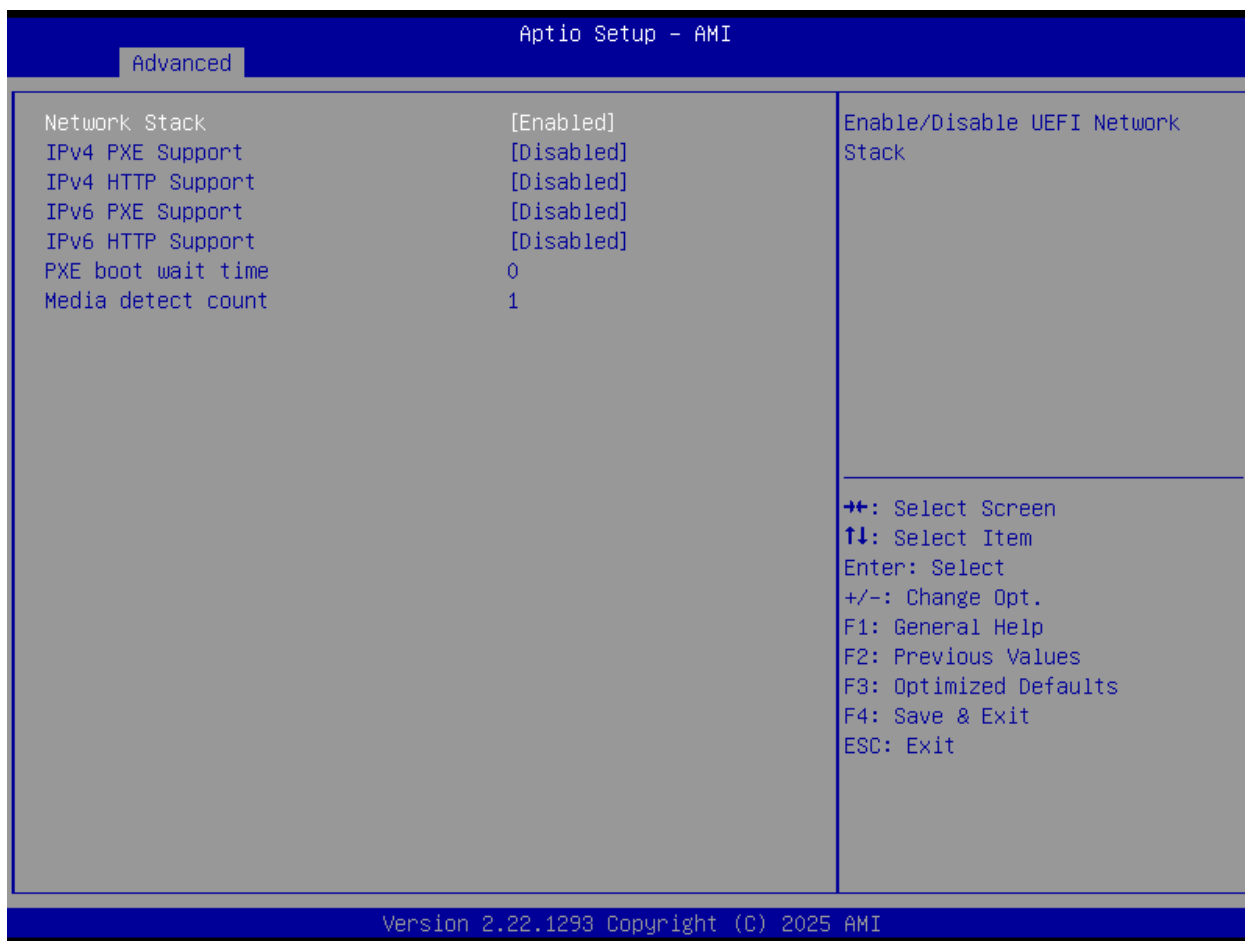 Aptio Setup – AMI
Advanced
Network Stack [Enabled]
IPv4 PXE Support [Disabled]
IPv4 HTTP Support [Disabled]
IPv6 PXE Support [Disabled]
IPv6 HTTP Support [Disabled]
PXE boot wait time 0
Media detect count 1
Enable/Disable UEFI Network
Stack
→←: Select Screen
↑↓: Select Item
Enter: Select
+/-: Change Opt.
F1: General Help
F2: Previous Values
F3: Optimized Defaults
F4: Save & Exit
ESC: Exit
Version 2.22.1293 Copyright (C) 2025 AMI